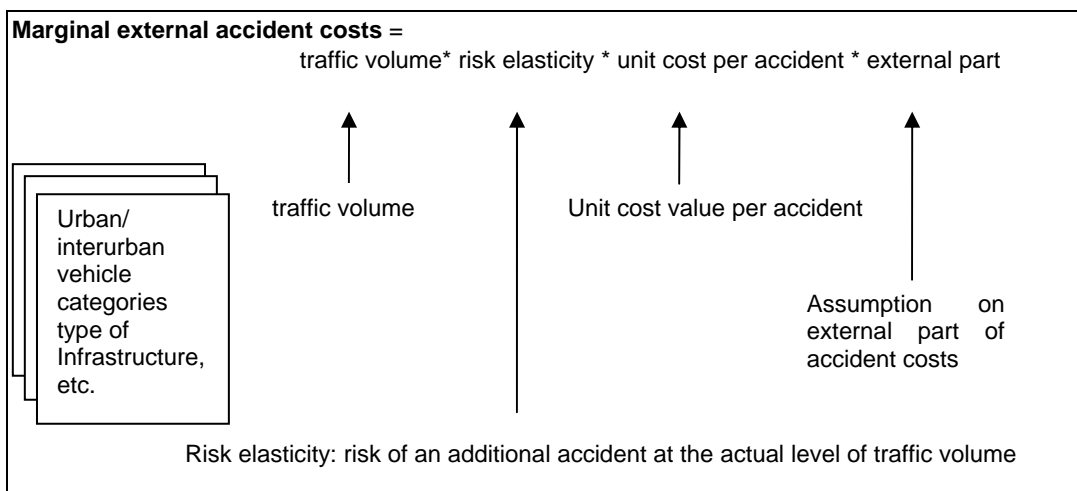 Marginal external accident costs =
traffic volume* risk elasticity * unit cost per accident * external part
traffic volume
Unit cost value per accident
Urban/
interurban
vehicle
categories
type of
Infrastructure,
etc.
Assumption on
external part of
accident costs
Risk elasticity: risk of an additional accident at the actual level of traffic volume